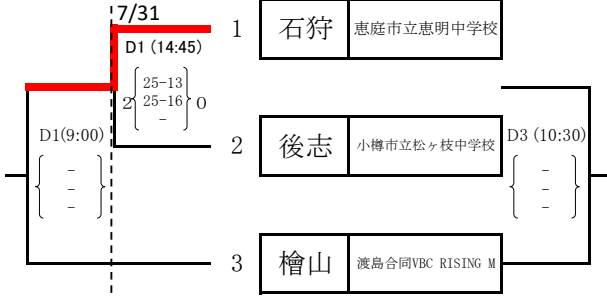 7/31
1 石狩 恵庭市立恵明中学校
D1 (14:45)
25-13
2 25-16 0
-
D1(9:00)
-
-
-
2 後志 小樽市立松ヶ枝中学校
D3 (10:30)
-
-
-
3 檜山 渡島合同VBC RISING M